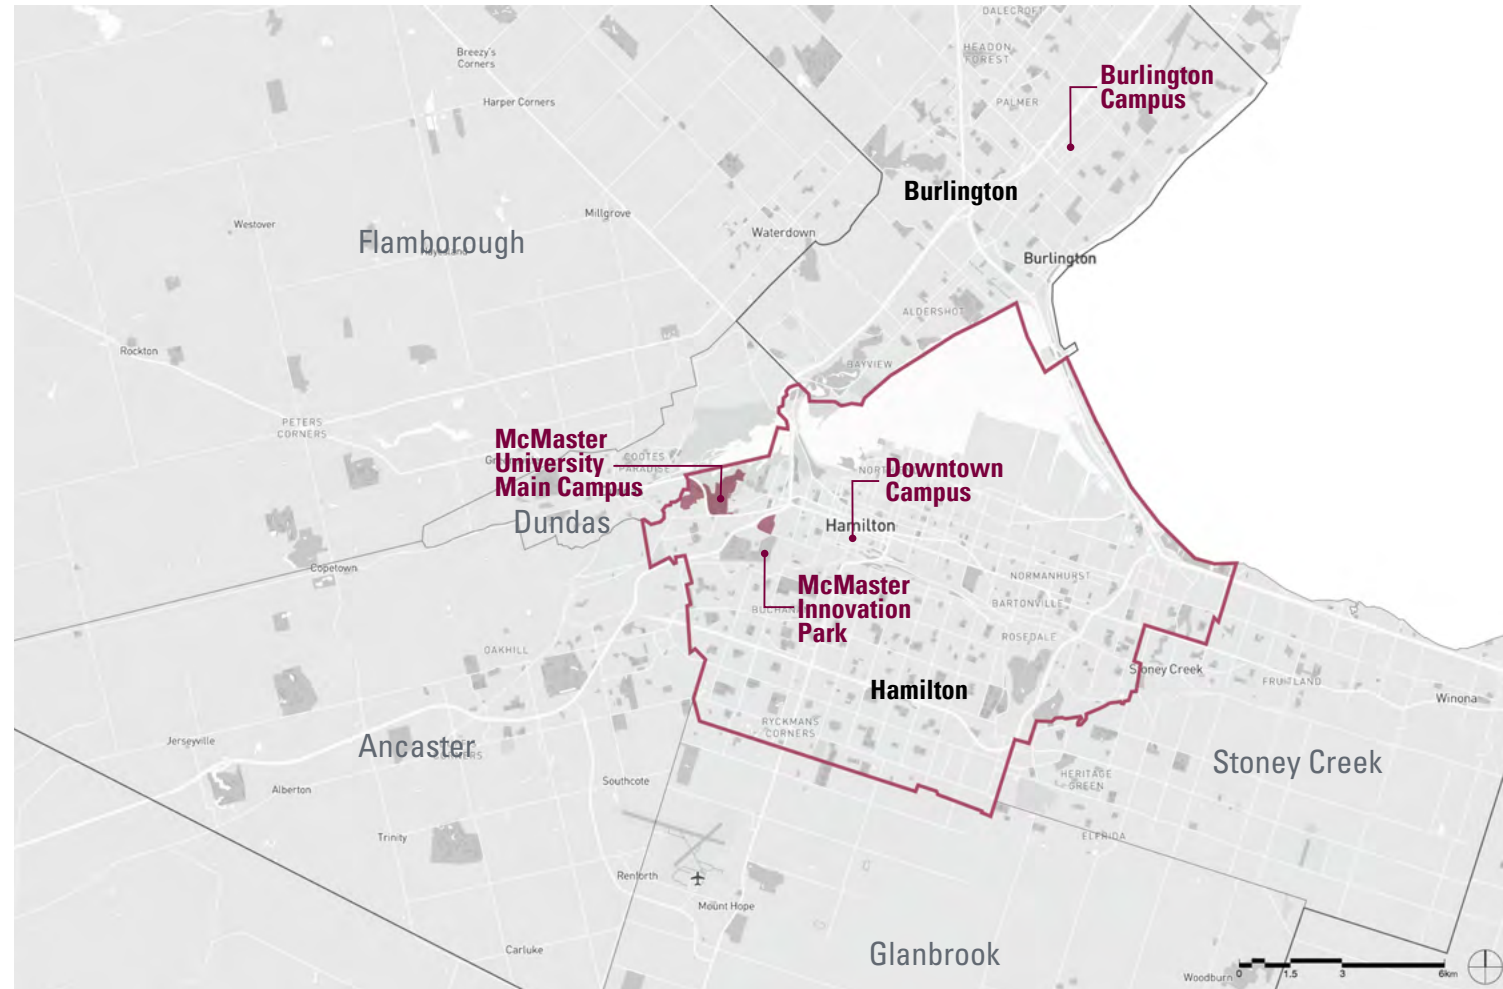 DALECROFT
Breezy's
Corners
HEADON
FOREST
Burlington
Campus
Harper Corners
PALMER
Burlington
Westover
Millgrove
Waterdown
Flamborough
Burlington
ALDERSHOT
Rockton
BAYVIEW
PETERS
CORNERS
McMaster
University
Main Campus
COOTES
PARADISE
Downtown
Campus
Dundas
Hamilton
Copetown
NORMANHURST
McMaster
Innovation
Park
BARTONVILLE
ROSEDALE
OAKHILL
Stoney Creek
FRUITLAND
Hamilton
Winona
RYCKMANS
CORNERS
Jerseyville
Ancaster
CORNERS
Stoney Creek
Alberton
Southcote
HERITAGE
GREEN
Trinity
ELFRIDA
Renforth
Mount Hope
Carluke
Glanbrook
Woodburn
0 1.5 3 6km